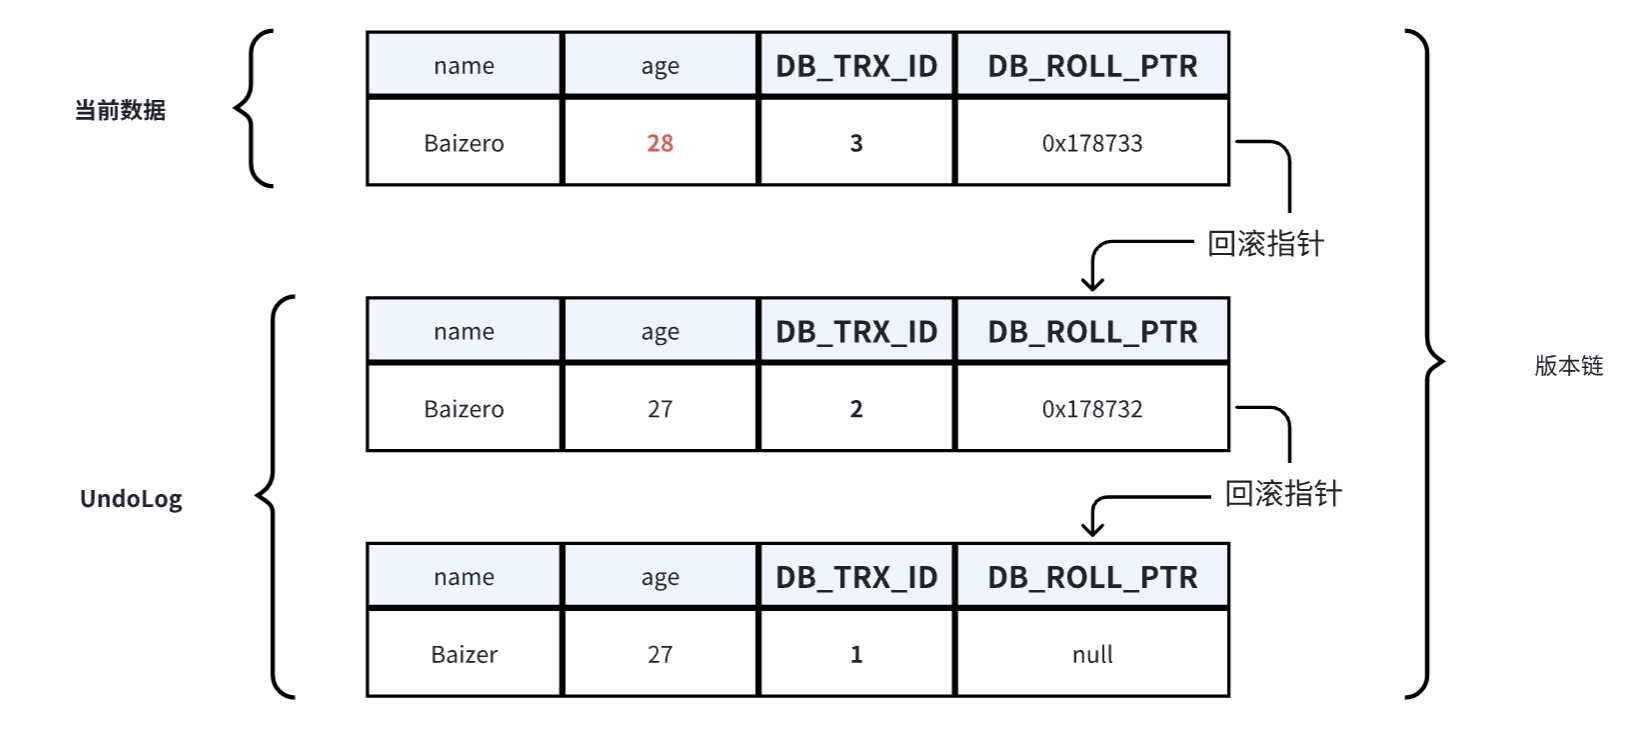 name age DB_TRX_ID DB_ROLL_PTR
当前数据
Baizero 28 3 0x178733
回滚指针
name age DB_TRX_ID DB_ROLL_PTR
版本链
Baizero 27 2 0x178732
UndoLog
回滚指针
name age DB_TRX_ID DB_ROLL_PTR
Baizer 27 1 null